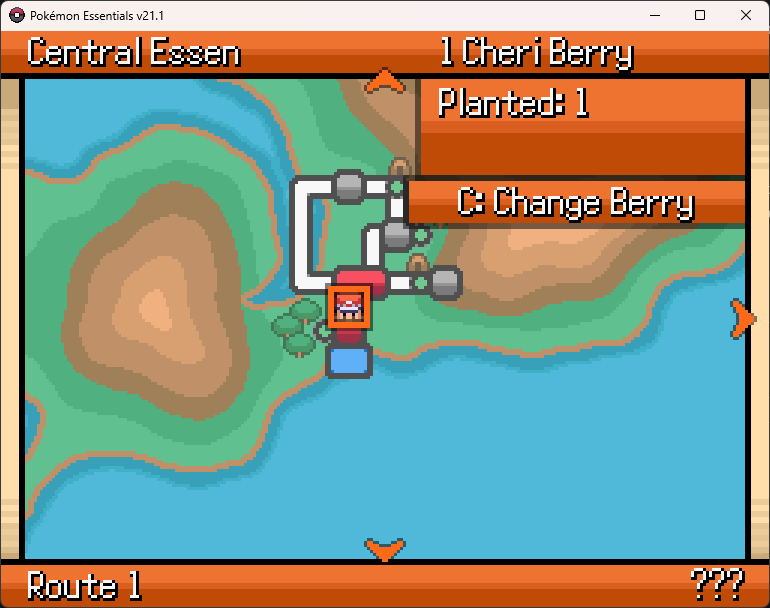 Pokémon Essentials v21.1
Central Essen
1 Cheri Berry
Planted: 1
C: Change Berry
Route 1
???